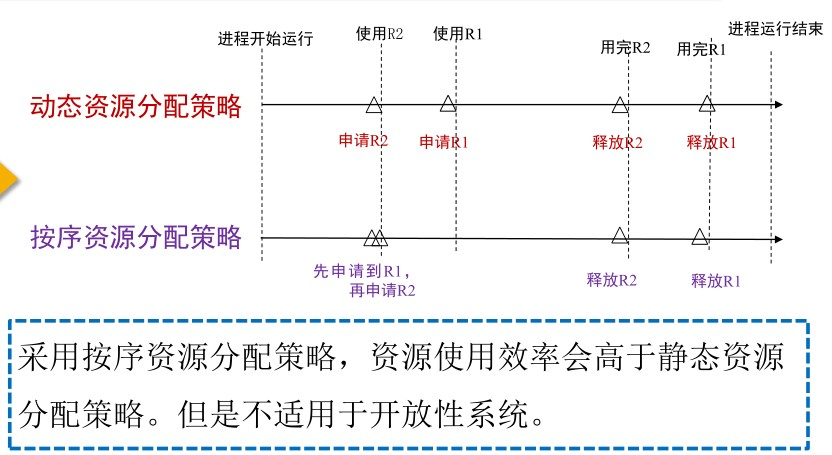 进程开始运行
使用R2
使用R1
用完R2
用完R1
进程运行结束
动态资源分配策略
申请R2
申请R1
释放R2
释放R1
按序资源分配策略
先申请到R1，
再申请R2
释放R2
释放R1
采用按序资源分配策略，资源使用效率会高于静态资源
分配策略。但是不适用于开放性系统。